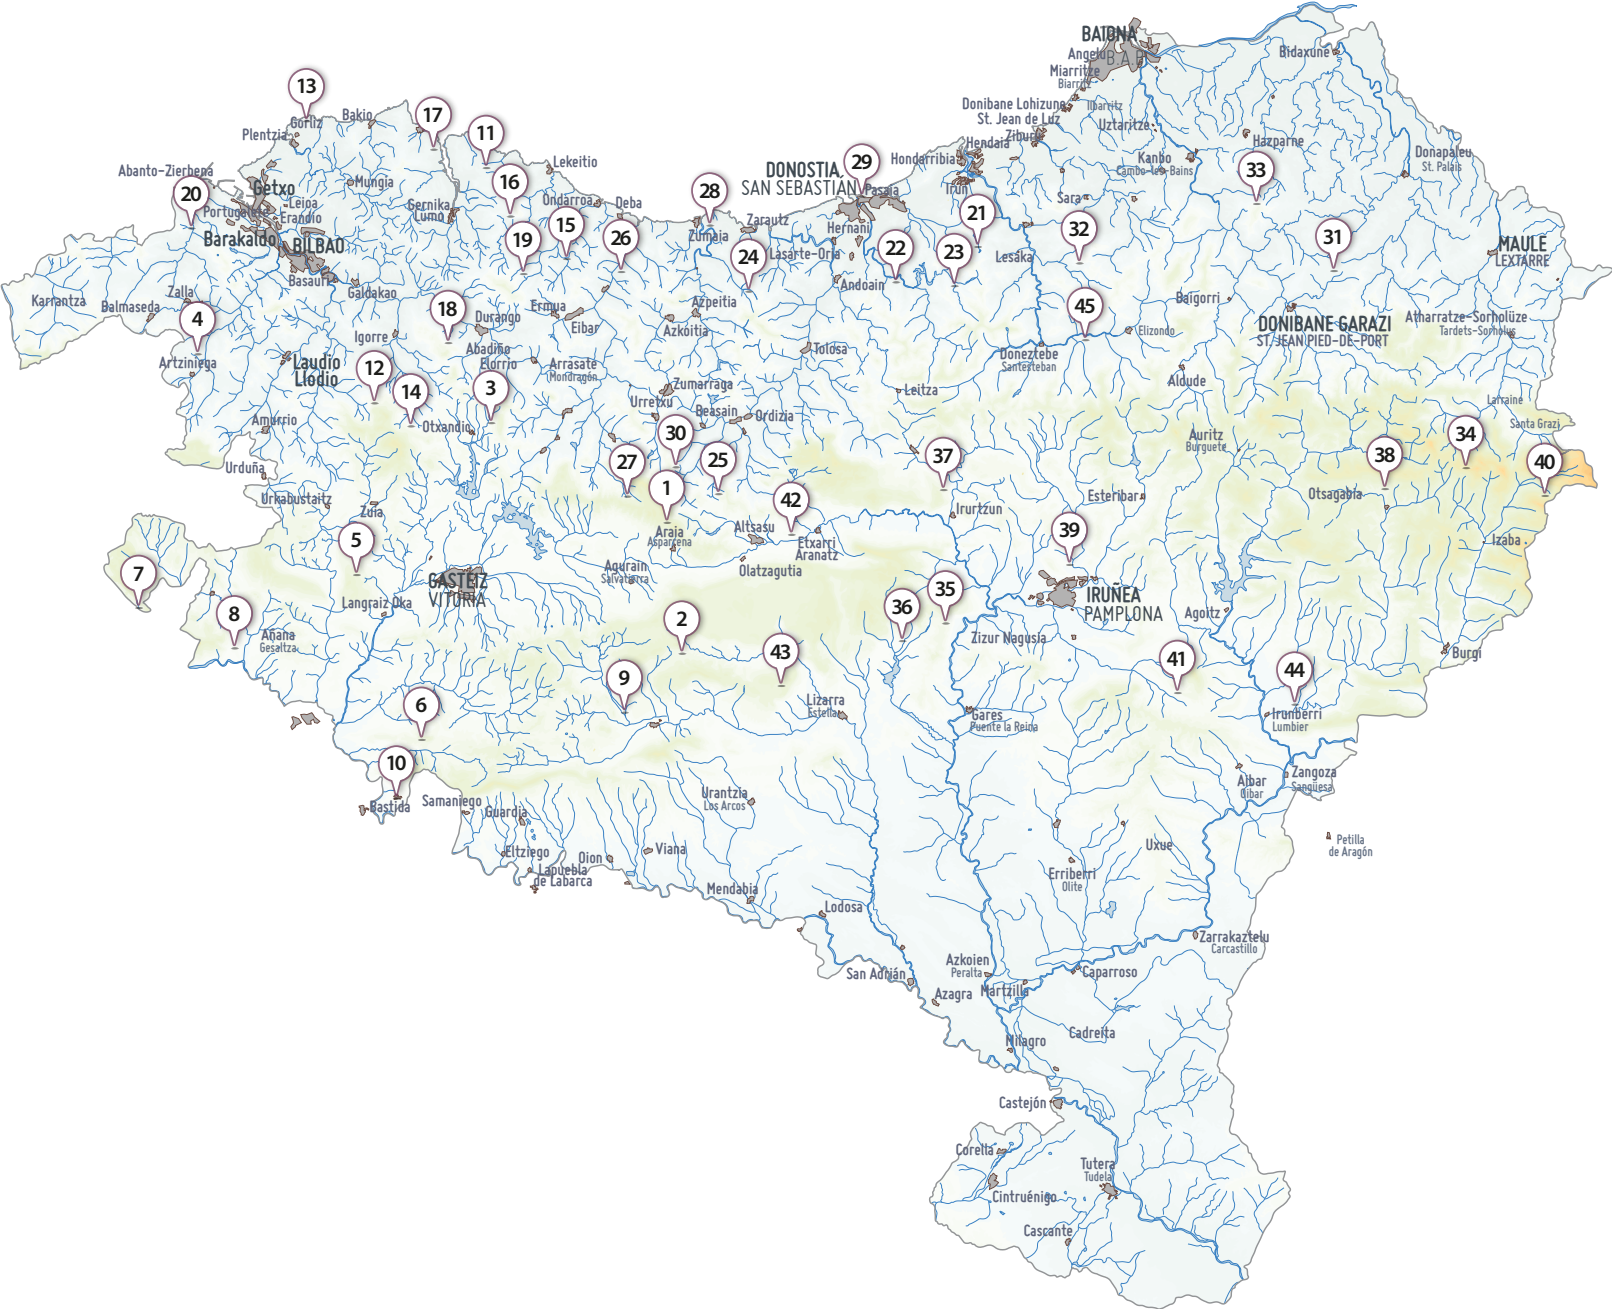 BAIONA
Angelu
B.A.P.
Miarritze
Biarritz
Bidaxune
Donibane Lohizune
St. Jean de Luz
Ilbarritz
Uztaritze
Ziburu
Hendaia
Hondarribia
Irun
Hazparne
Kanbo
Cambo-les-Bains
Donapaleu
St. Palais
Sara
33
13
Gorliz
Bakio
Plentzia
17
11
Lekeitio
Abanto-Zierbena
20
Getxo
Mungia
Leioa
Portugalete
Erandio
Gernika
Lumo
16
Ondarroa
Deba
28
Zarautz
Zumaia
DONOSTIA
SAN SEBASTIÁN
29
Pasaia
Hernani
Lasarte-Oria
Andoain
21
22
23
Lesaka
32
31
MAULE
LEXTARRE
Barakaldo
BILBAO
Basauri
Galdakao
19
15
26
24
Azpeitia
Azkoitia
Karrantza
Balmaseda
Zalla
4
Artziniega
18
Durango
Ermua
Eibar
Igorre
Abadiño
Elorrio
Arrasate
(Mondragón)
Laudio
Llodio
12
14
3
Otxandio
Amurrio
Tolosa
Leitza
Zumarraga
Urretxu
Beasain
Ordizia
45
Elizondo
Doneztebe
Santesteban
Baigorri
DONIBANE GARAZI
ST. JEAN PIED-DE-PORT
Atharratze-Sorholüze
Tardets-Sorholus
Aldude
Larraine
Santa Grazi
Auritz
Burguete
30
27
25
1
42
37
34
38
40
Otsagabia
Izaba
Esteribar
Irurtzun
39
Urduña
Urkabustaitz
Zuia
5
7
8
Añana
Gesaltza
GASTEIZ
VITORIA
Langraiz Oka
Araia
Asparrena
Altsasu
Etxarri
Aranatz
Olatzagutia
Agurain
Salvatierra
IRUÑEA
PAMPLONA
Agoitz
Zizur Nagusia
35
36
2
43
9
6
10
41
44
Burgi
Irunberri
Lumbier
Lizarra
Estella
Gares
Puente la Reina
Bastida
Samaniego
Guardia
Eltziego
Lapuebla
de Labarca
Oion
Viana
Urantzia
Los Arcos
Mendabia
Lodosa
Aibar
Oibar
Zangoza
Sangüesa
Petilla
de Aragón
Uxue
Erriberri
Olite
Zarrakaztelu
Carcastillo
San Adrián
Azkoien
Peralta
Azagra
Martzilla
Caparroso
Cadreita
Milagro
Castejón
Corella
Cintruénigo
Tutera
Tudela
Cascante